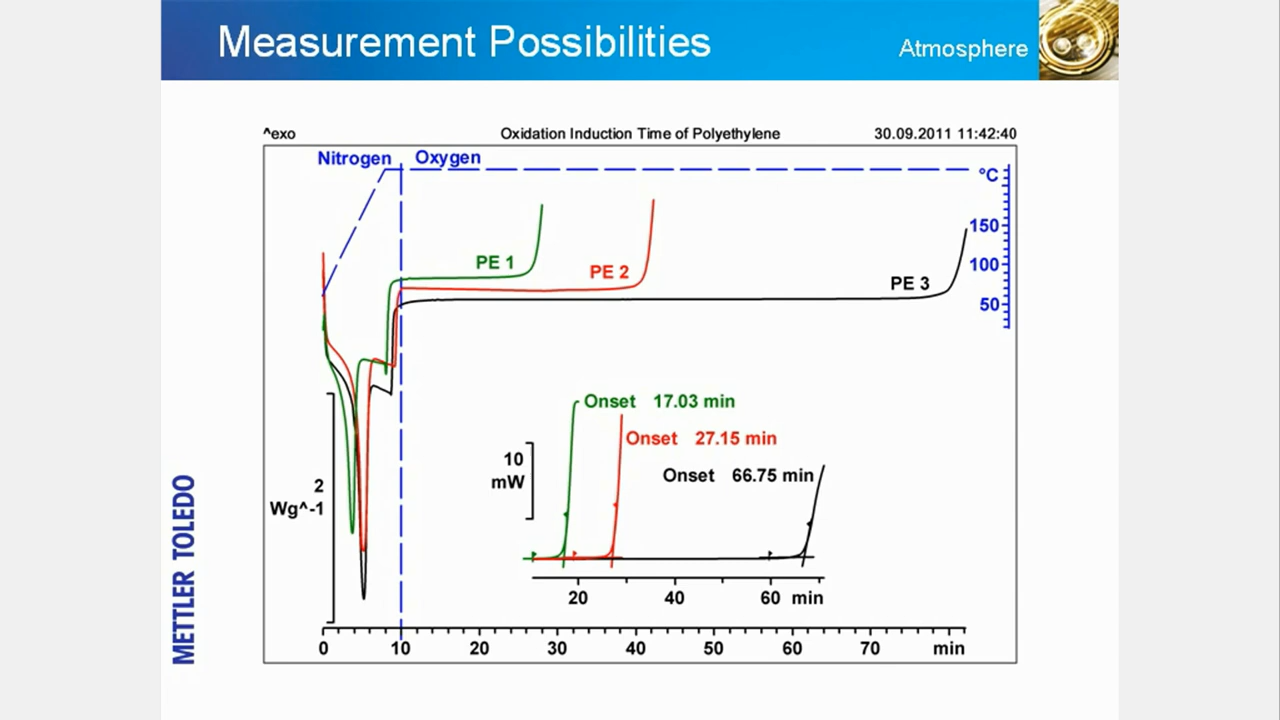 Measurement Possibilities
Atmosphere
^exo
Oxidation Induction Time of Polyethylene
30.09.2011 11:42:40
Nitrogen
Oxygen
°C
150
100
50
PE 1
PE 2
PE 3
Onset 17.03 min
Onset 27.15 min
Onset 66.75 min
10
mW
2
Wg^-1
20 40 60 min
0 10 20 30 40 50 60 70 min
METTLER TOLEDO